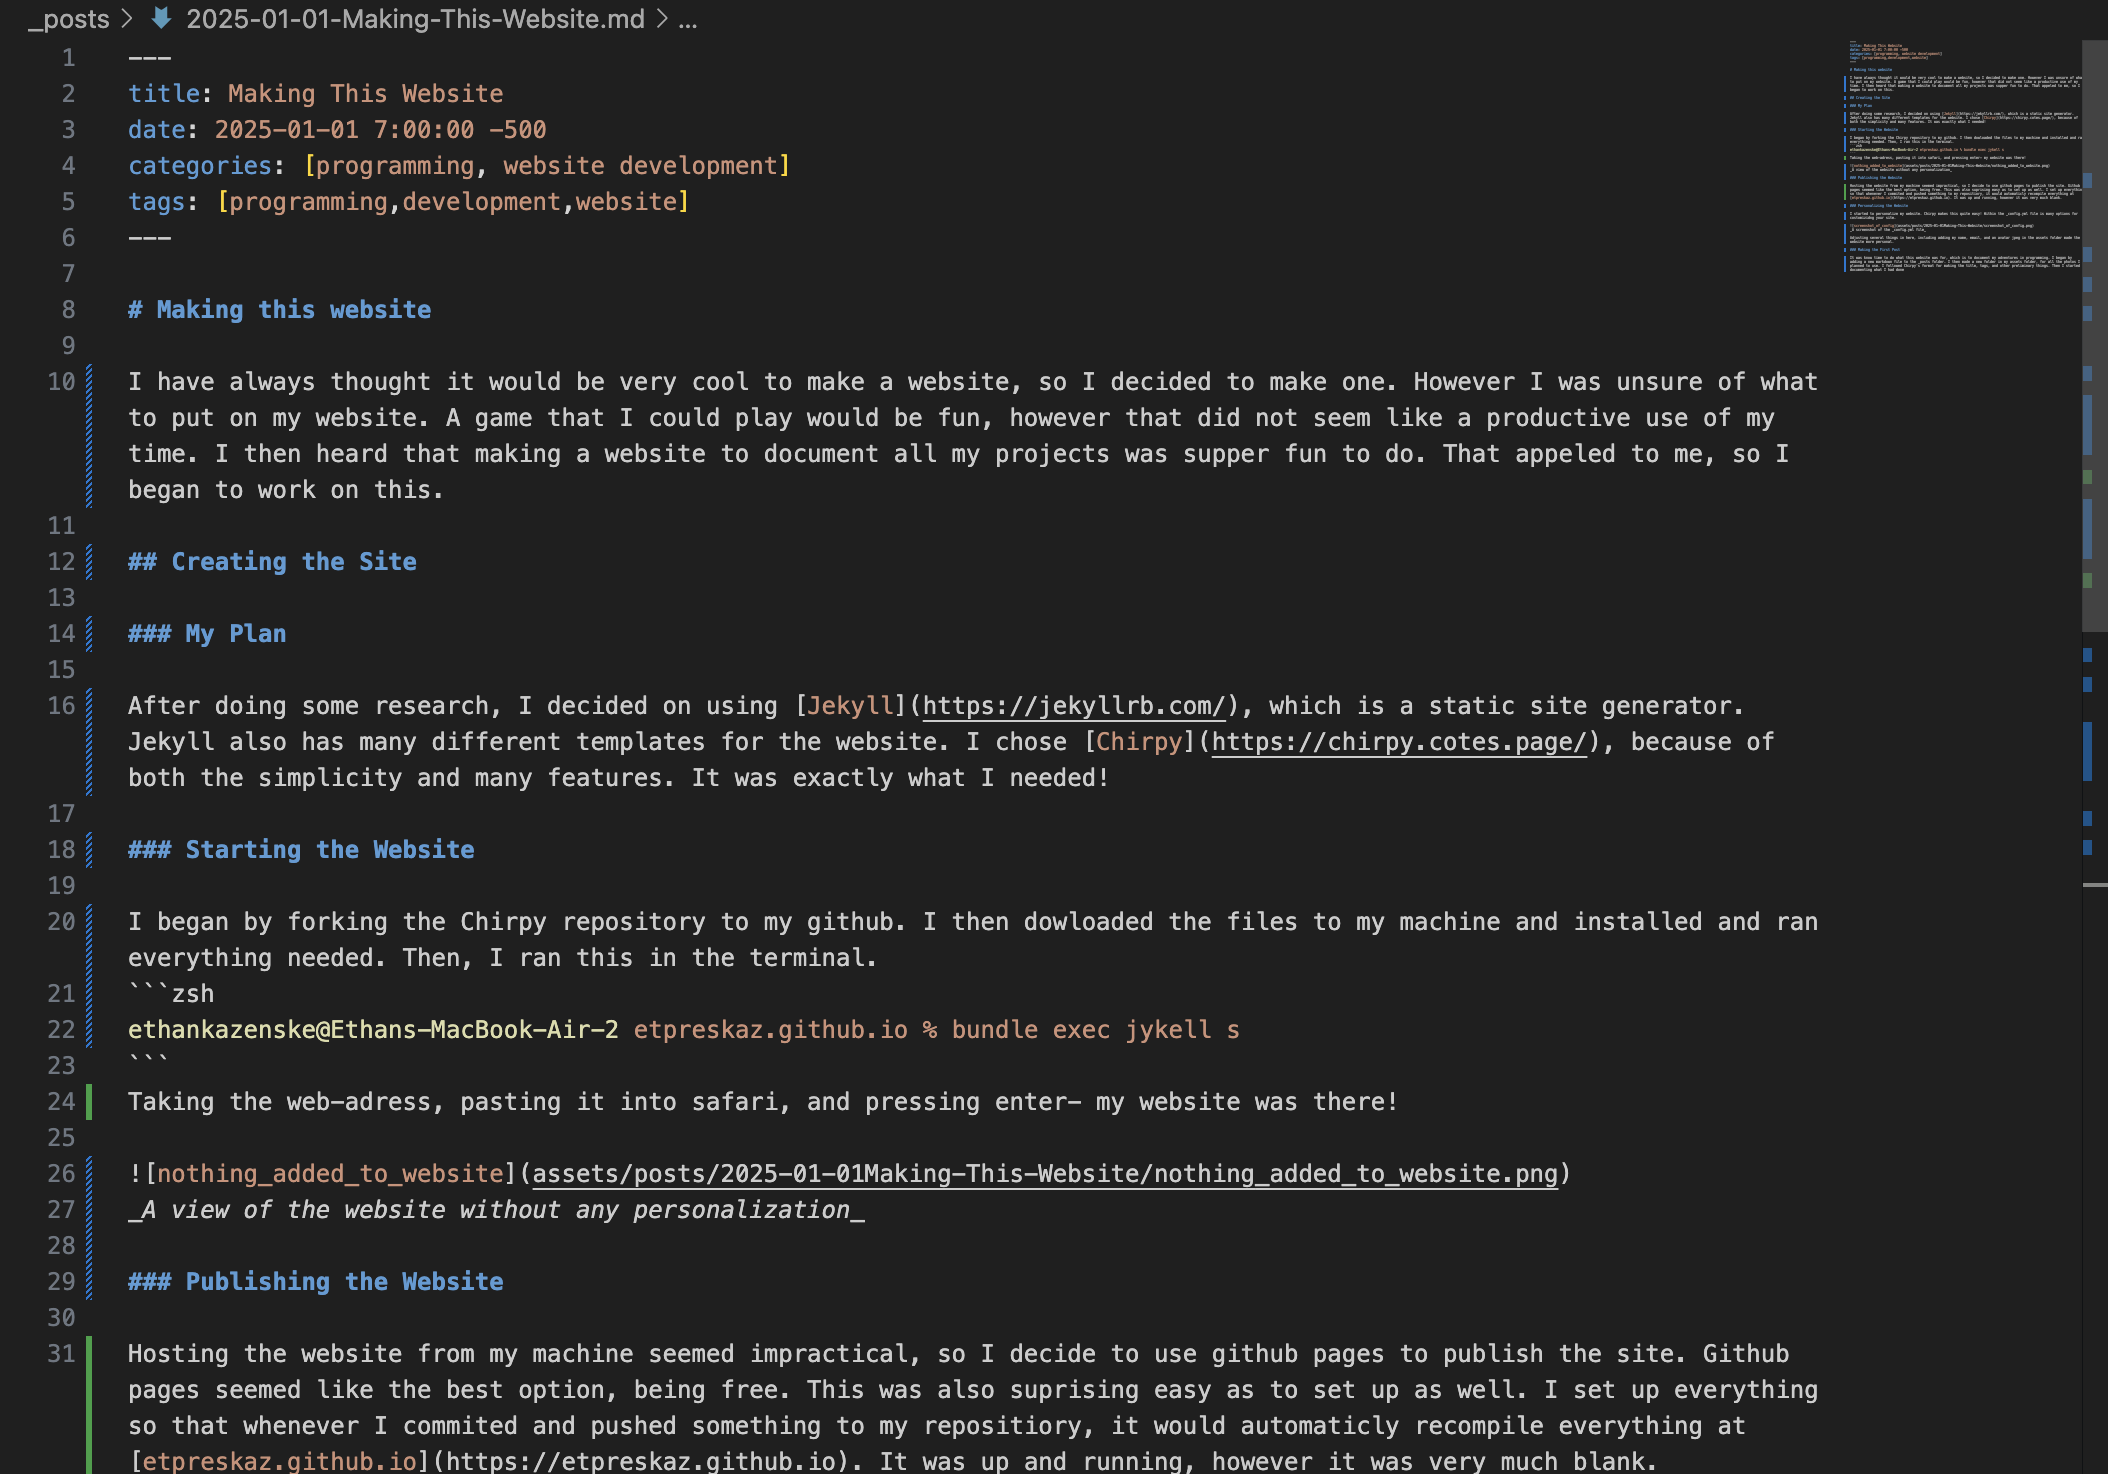 _posts > 2025-01-01-Making-This-Website.md > ...
1 ---
2 title: Making This Website
3 date: 2025-01-01 7:00:00 -500
4 categories: [programming, website development]
5 tags: [programming,development,website]
6 ---
7
8 # Making this website
9
10 I have always thought it would be very cool to make a website, so I decided to make one. However I was unsure of what
to put on my website. A game that I could play would be fun, however that did not seem like a productive use of my
time. I then heard that making a website to document all my projects was supper fun to do. That appeled to me, so I
began to work on this.
11
12 ## Creating the Site
13
14 ### My Plan
15
16 After doing some research, I decided on using [Jekyll](https://jekyllrb.com/), which is a static site generator.
Jekyll also has many different templates for the website. I chose [Chirpy](https://chirpy.cotes.page/), because of
both the simplicity and many features. It was exactly what I needed!
17
18 ### Starting the Website
19
20 I began by forking the Chirpy repository to my github. I then dowloaded the files to my machine and installed and ran
everything needed. Then, I ran this in the terminal.
21 ```zsh
22 ethankazenske@Ethans-MacBook-Air-2 etpreskaz.github.io % bundle exec jykell s
23 ```
24 Taking the web-adress, pasting it into safari, and pressing enter- my website was there!
25
26 ![nothing_added_to_website](assets/posts/2025-01-01Making-This-Website/nothing_added_to_website.png)
27 _A view of the website without any personalization_
28
29 ### Publishing the Website
30
31 Hosting the website from my machine seemed impractical, so I decide to use github pages to publish the site. Github
pages seemed like the best option, being free. This was also suprising easy as to set up as well. I set up everything
so that whenever I commited and pushed something to my repositiory, it would automaticly recompile everything at
[etpreskaz.github.io](https://etpreskaz.github.io). It was up and running, however it was very much blank.